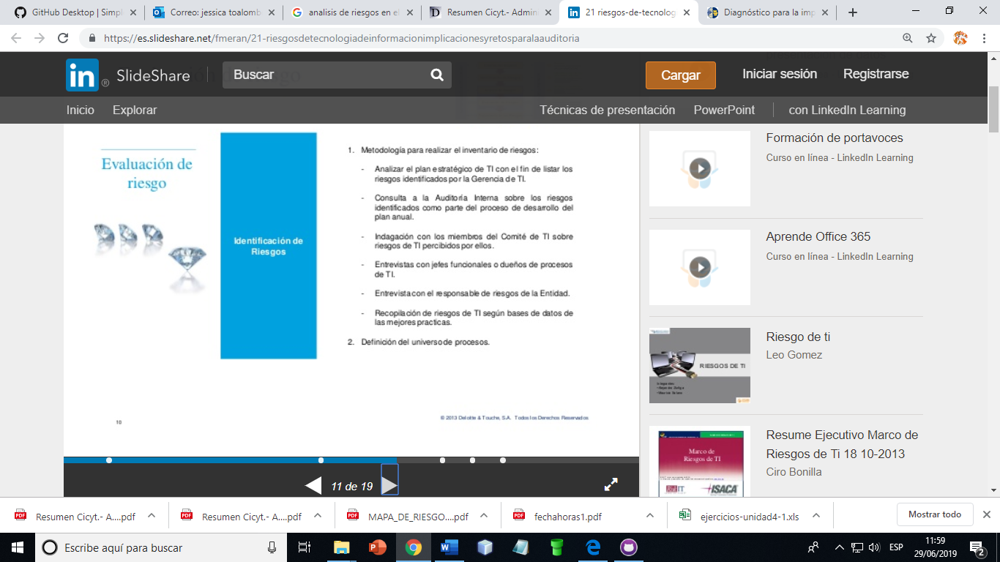 GitHub Desktop | Simpl
Correo: jessica toalomb
analisis de riesgos en el
Resumen Cicyt.- Admini
21 riesgos-de-tecnolog
Diagnóstico para la imp
https://es.slideshare.net/fmeran/21-riesgosdetecnologiadeinformacionimplicacionesyretosparalaauditoria
in ® SlideShare
Buscar
Cargar
Iniciar sesión
Registrarse
Inicio
Explorar
Técnicas de presentación
PowerPoint
con LinkedIn Learning
Evaluación de
riesgo
Identificación de
Riesgos
1. Metodología para realizar el inventario de riesgos:
- Analizar el plan estratégico de TI con el fin de listar los
riesgos identificados por la Gerencia de TI.
- Consulta a la Auditoría Interna sobre los riesgos
identificados como parte del proceso de desarrollo del
plan anual.
- Indagación con los miembros del Comité de TI sobre
riesgos de TI percibidos por ellos.
- Entrevistas con jefes funcionales o dueños de procesos
de TI.
- Entrevista con el responsable de riesgos de la Entidad.
- Recopilación de riesgos de TI según bases de datos de
las mejores practicas.
2. Definición del universo de procesos.
10
© 2013 Deloitte & Touche, S.A. Todos los Derechos Reservados
11 de 19
Formación de portavoces
Curso en línea - LinkedIn Learning
Aprende Office 365
Curso en línea - LinkedIn Learning
RIESGOS DE TI
Riesgo de ti
Leo Gomez
Marco de
Riesgos de TI
ISACA
Resume Ejecutivo Marco de
Riesgos de Ti 18 10-2013
Ciro Bonilla
Resumen Cicyt.- A....pdf
Resumen Cicyt.- A....pdf
MAPA_DE_RIESGO....pdf
fechahoras1.pdf
ejercicios-unidad4-1.xls
Mostrar todo
Escribe aquí para buscar
ESP
11:59
29/06/2019
2